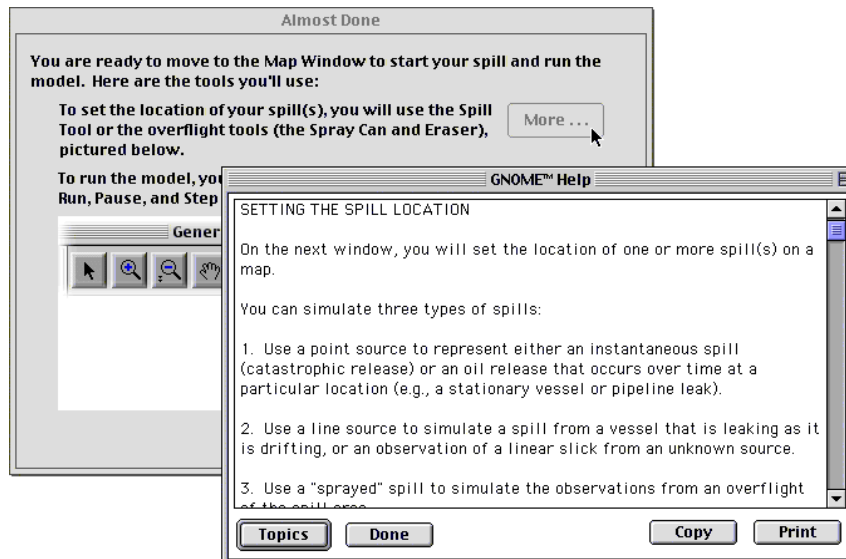 Almost Done
You are ready to move to the Map Window to start your spill and run the
model. Here are the tools you'll use:
To set the location of your spill(s), you will use the Spill
Tool or the overflight tools (the Spray Can and Eraser),
pictured below.
More ...
To run the model, you
Run, Pause, and Step
Gener
GNOME™ Help
SETTING THE SPILL LOCATION
On the next window, you will set the location of one or more spill(s) on a
map.
You can simulate three types of spills:
1. Use a point source to represent either an instantaneous spill
(catastrophic release) or an oil release that occurs over time at a
particular location (e.g., a stationary vessel or pipeline leak).
2. Use a line source to simulate a spill from a vessel that is leaking as it
is drifting, or an observation of a linear slick from an unknown source.
3. Use a "sprayed" spill to simulate the observations from an overflight
of the spill area
Topics
Done
Copy
Print